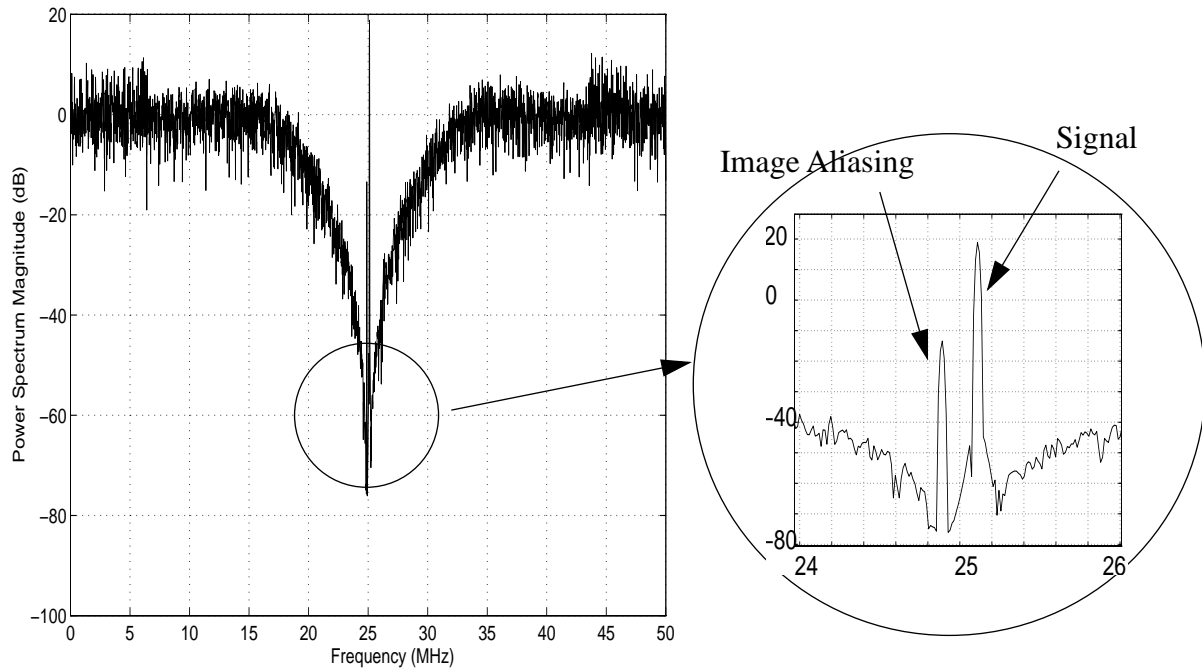 20
0
−20
−40
−60
−80
−100
0 5 10 15 20 25 30 35 40 45 50
Power Spectrum Magnitude (dB)
Frequency (MHz)
Image Aliasing
Signal
20
0
-40
-60
-80
24 25 26